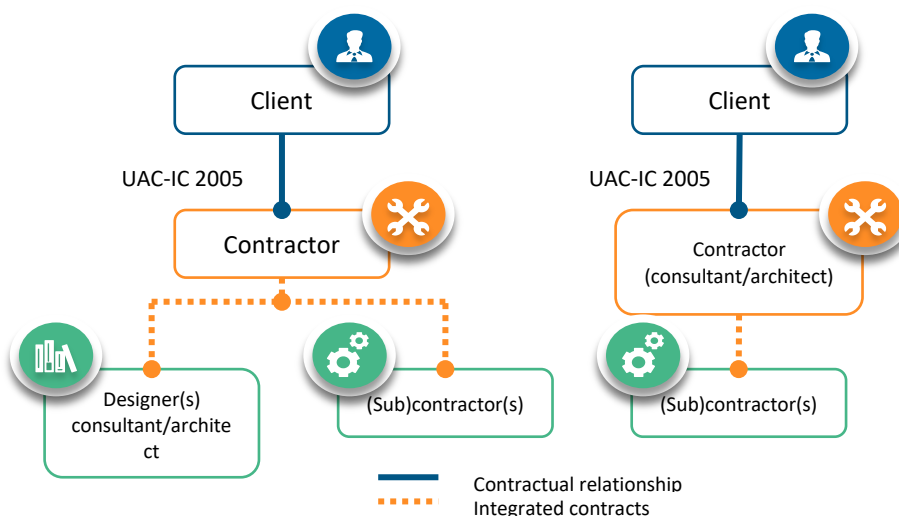 Client
UAC-IC 2005
Contractor
Designer(s)
consultant/archite
ct
(Sub)contractor(s)
Client
UAC-IC 2005
Contractor
(consultant/architect)
(Sub)contractor(s)
Contractual relationship
Integrated contracts